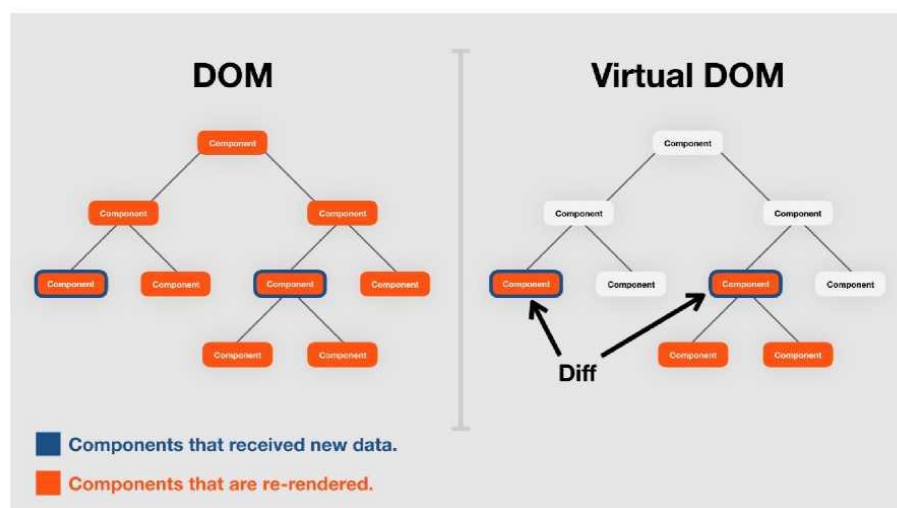 DOM
Component
Component
Component
Component
Component
Component
Component
Component
Component
Virtual DOM
Component
Component
Component
Component
Component
Component
Component
Component
Component
Diff
Components that received new data.
Components that are re-rendered.